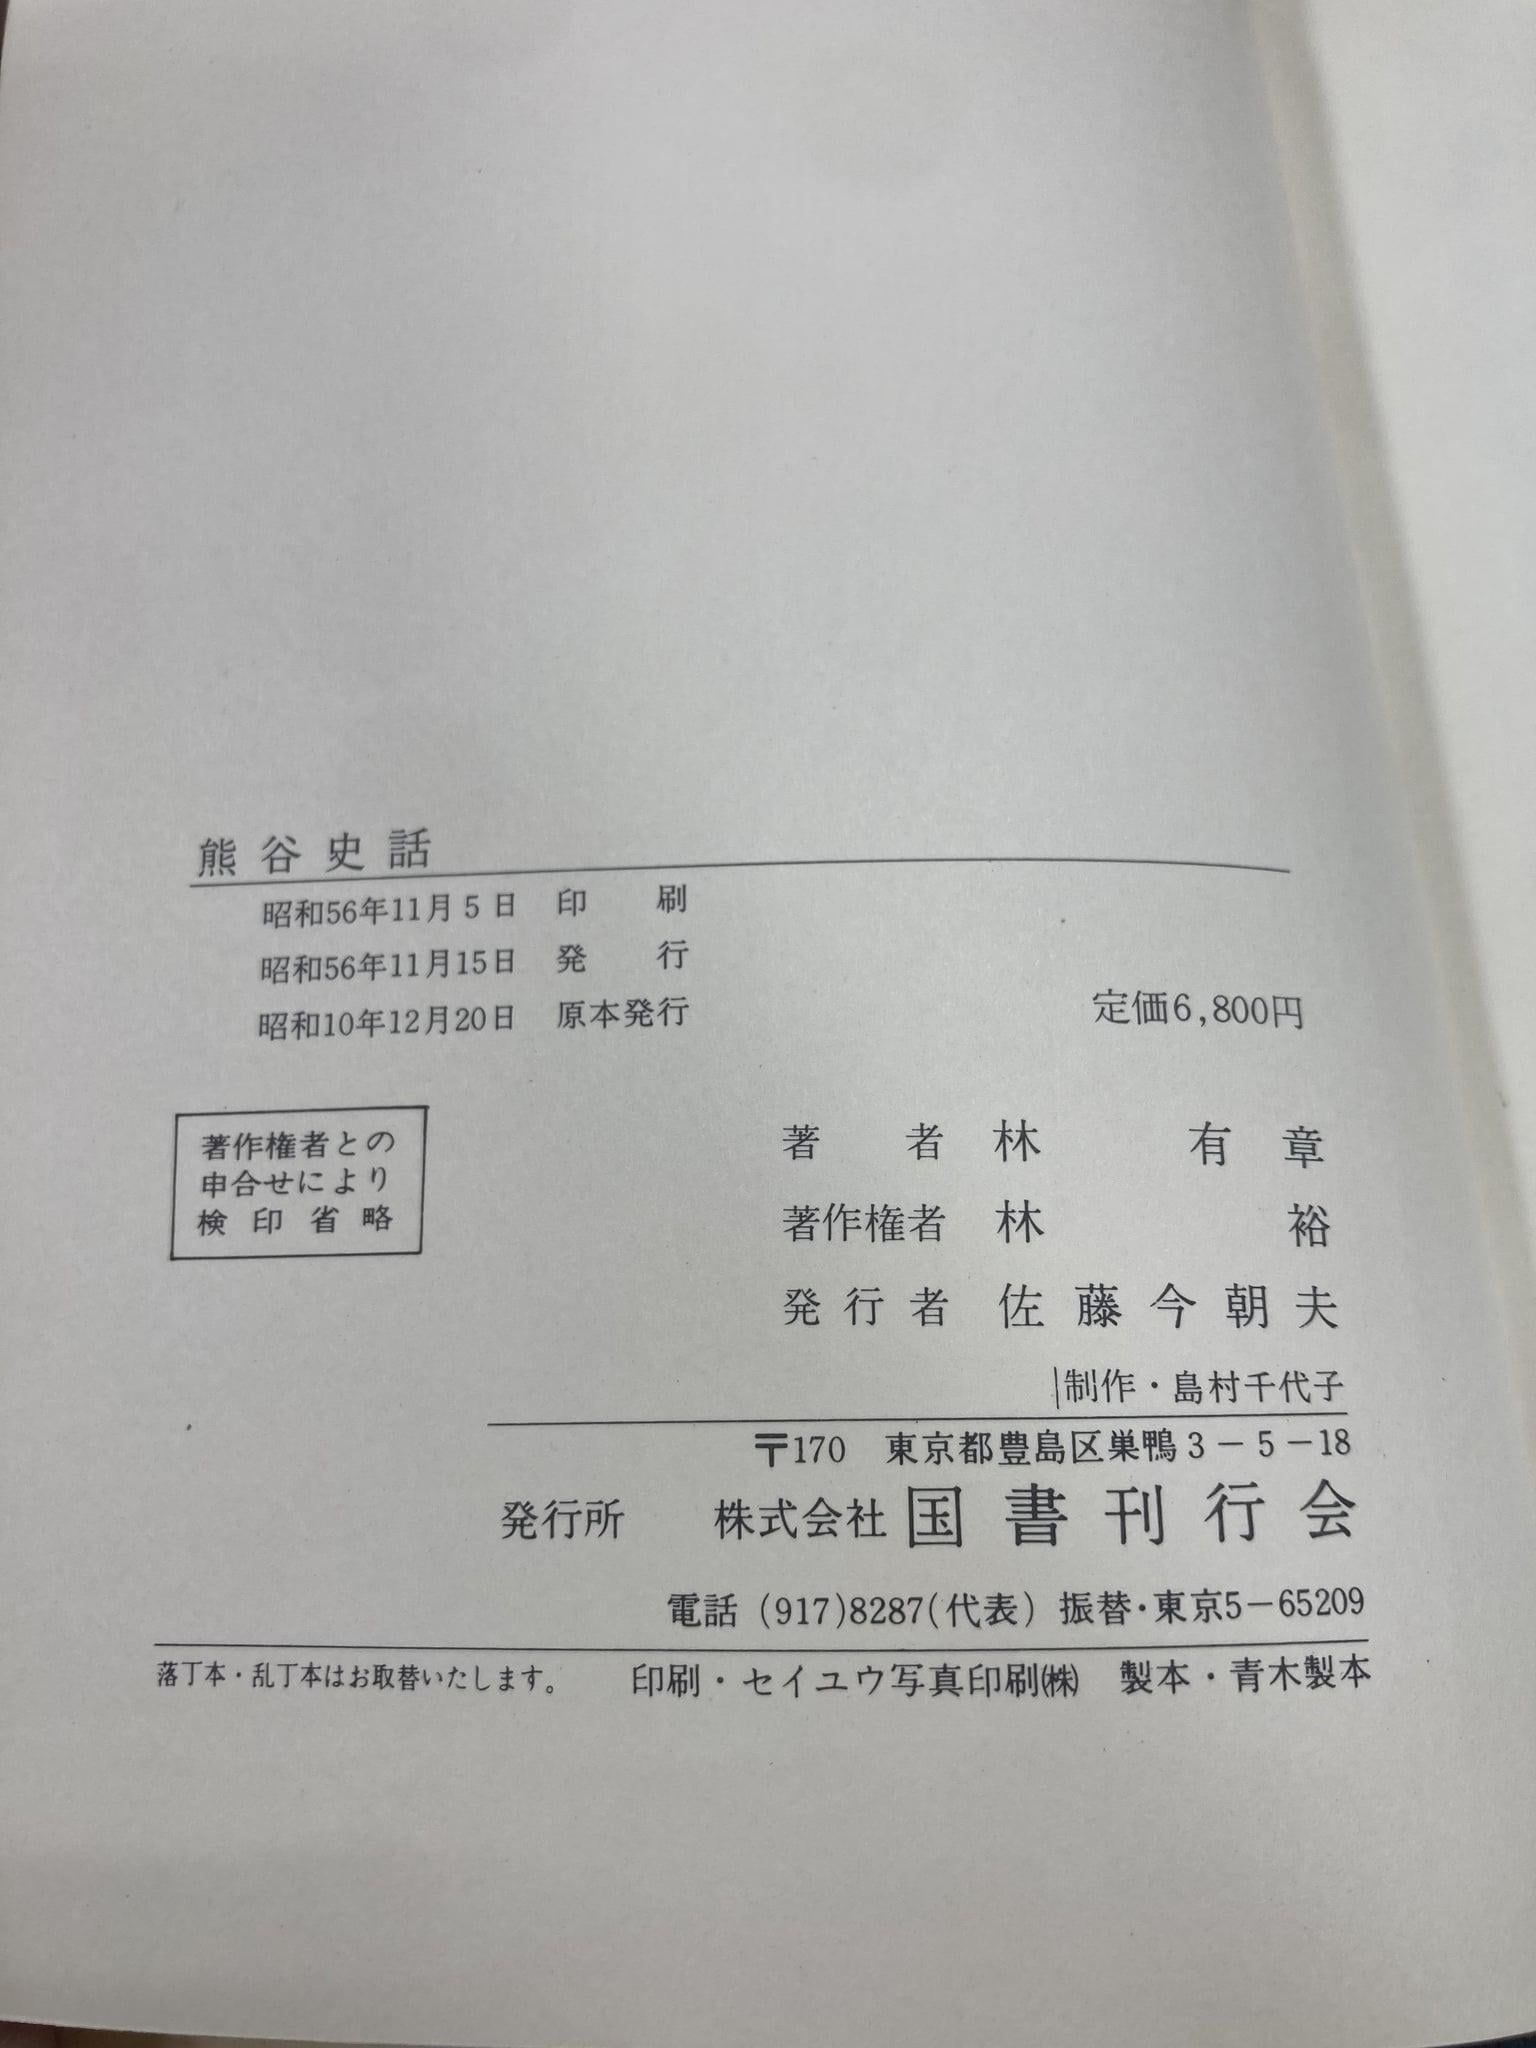 熊谷史話
昭和56年11月5日 印 刷
昭和56年11月15日 発 行
昭和10年12月20日 原本発行
定価6,800円
著作権者との
申合せにより
検印省略
著 者 林 有 章
著作権者 林 裕
発行者 佐藤今朝夫
制作・島村千代子
〒170 東京都豊島区巣鴨3-5-18
発行所 株式会社 国書刊行会
電話 (917)8287(代表) 振替・東京5-65209
落丁本・乱丁本はお取替いたします。 印刷・セイユウ写真印刷㈱ 製本・青木製本